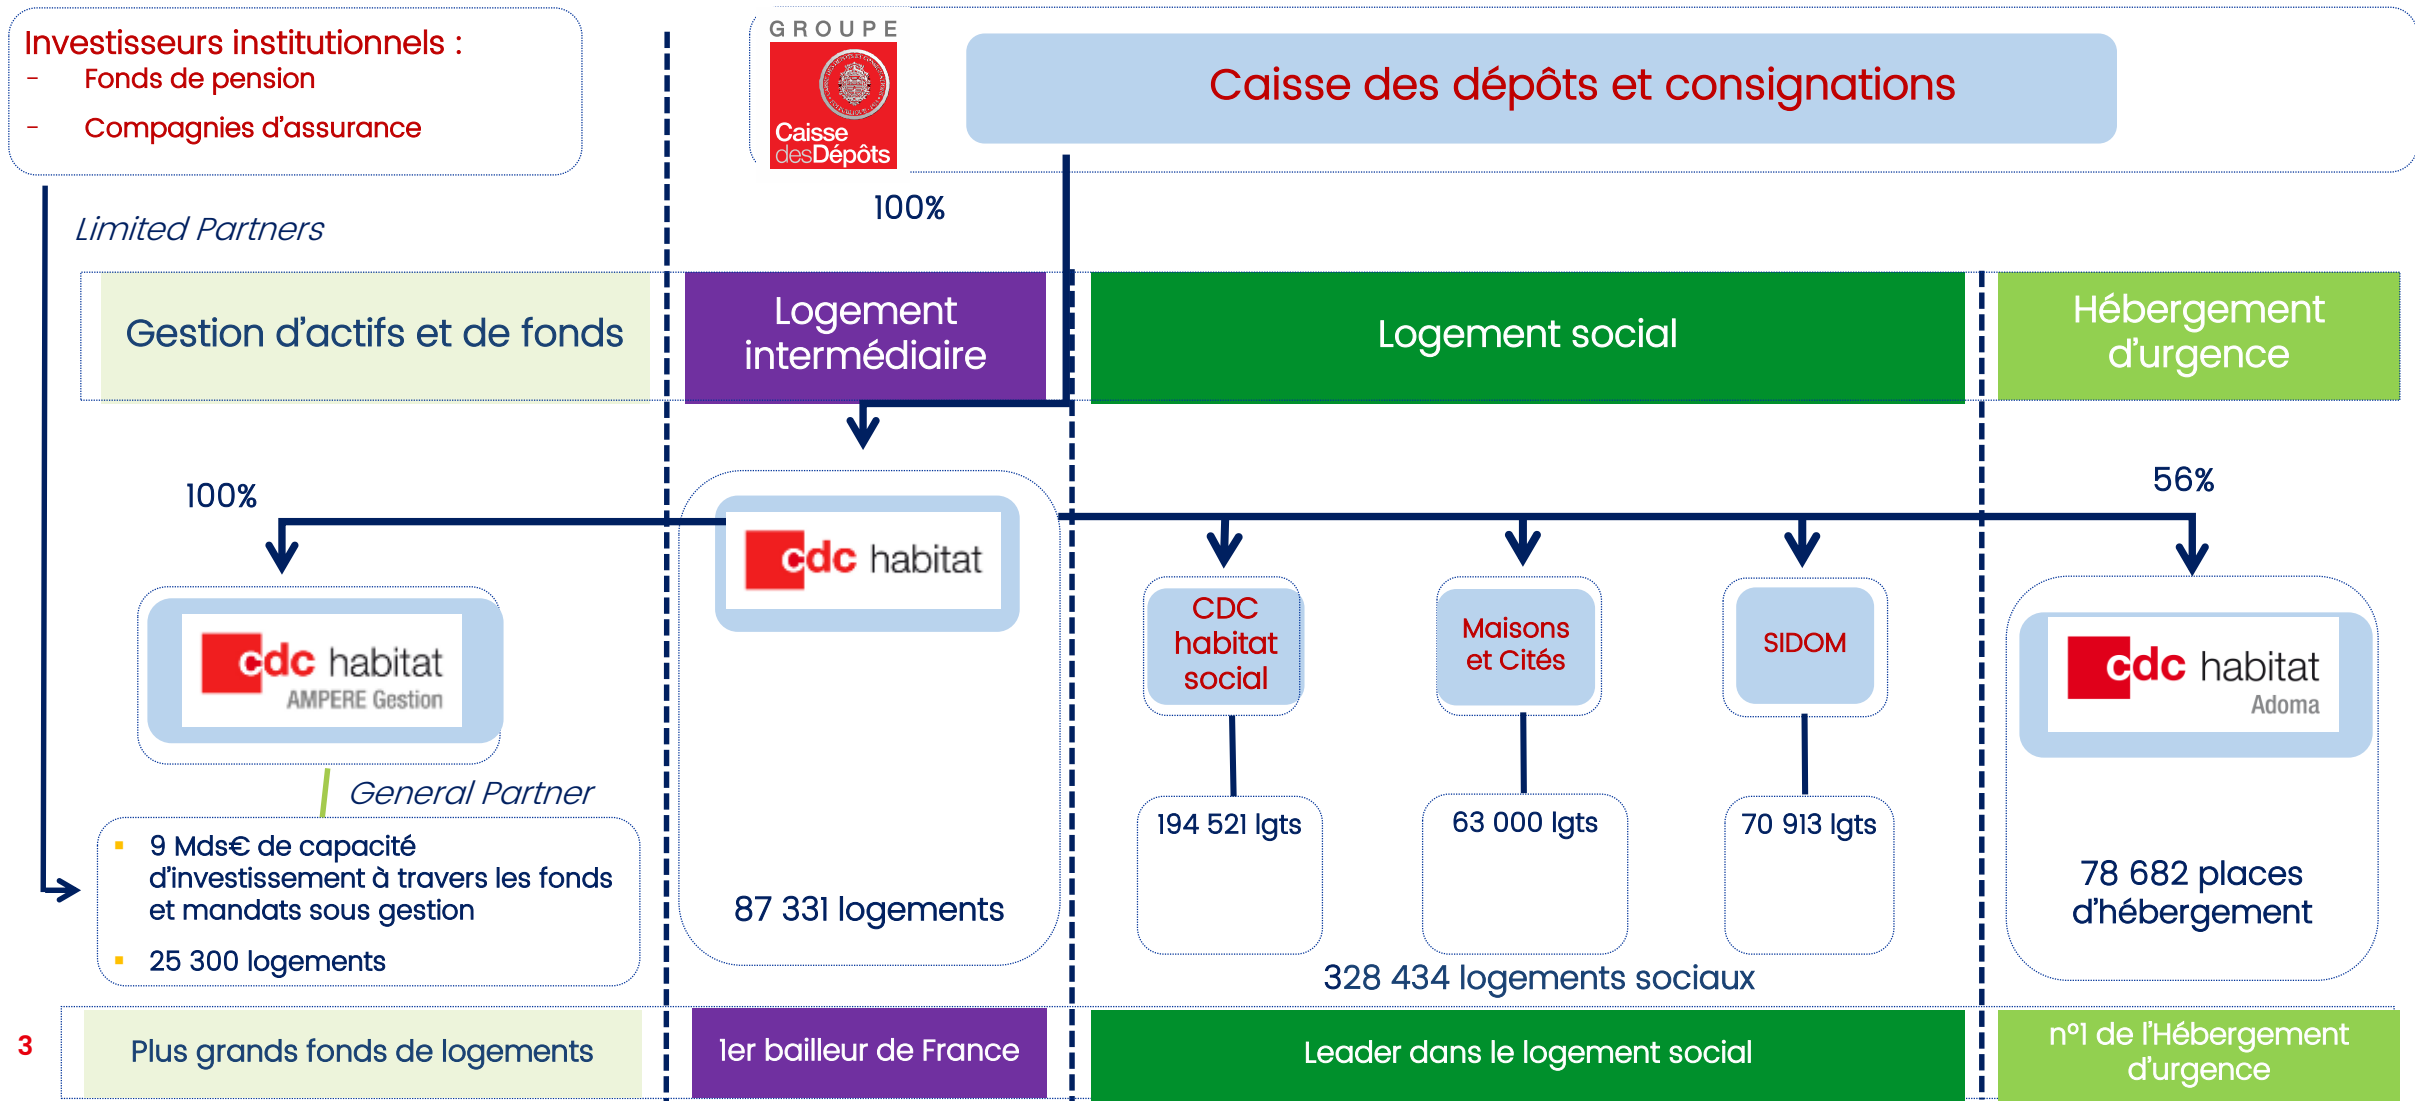 Investisseurs institutionnels :
- Fonds de pension
- Compagnies d'assurance
GROUPE
Caisse
desDépôts
Caisse des dépôts et consignations
100%
Limited Partners
Gestion d'actifs et de fonds
Logement
intermédiaire
Logement social
Hébergement
d'urgence
100%
56%
cdc habitat
cdc habitat
AMPERE Gestion
CDC
habitat
social
Maisons
et Cités
SIDOM
cdc habitat
Adoma
General Partner
▪ 9 Mds€ de capacité
d'investissement à travers les fonds
et mandats sous gestion
▪ 25 300 logements
87 331 logements
194 521 lgts
63 000 lgts
70 913 lgts
78 682 places
d'hébergement
328 434 logements sociaux
3
Plus grands fonds de logements
1er bailleur de France
Leader dans le logement social
n°1 de l'Hébergement
d'urgence